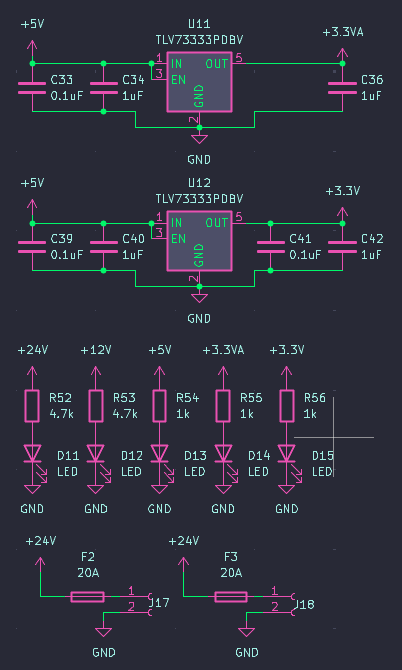 U11
+5V TLV73333PDBV +3.3VA
1 IN OUT 5
3 EN
C33 C34 C36
0.1uF 1uF 1uF
GND
2
GND
U12
+5V TLV73333PDBV +3.3V
1 IN OUT 5
3 EN
C39 C40 C41 C42
0.1uF 1uF 0.1uF 1uF
GND
2
GND
+24V +12V +5V +3.3VA +3.3V
R52 R53 R54 R55 R56
4.7k 4.7k 1k 1k 1k
D11 D12 D13 D14 D15
LED LED LED LED LED
GND GND GND GND GND
+24V F2 +24V F3
20A 20A
1 1
2 J17 2 J18
GND GND